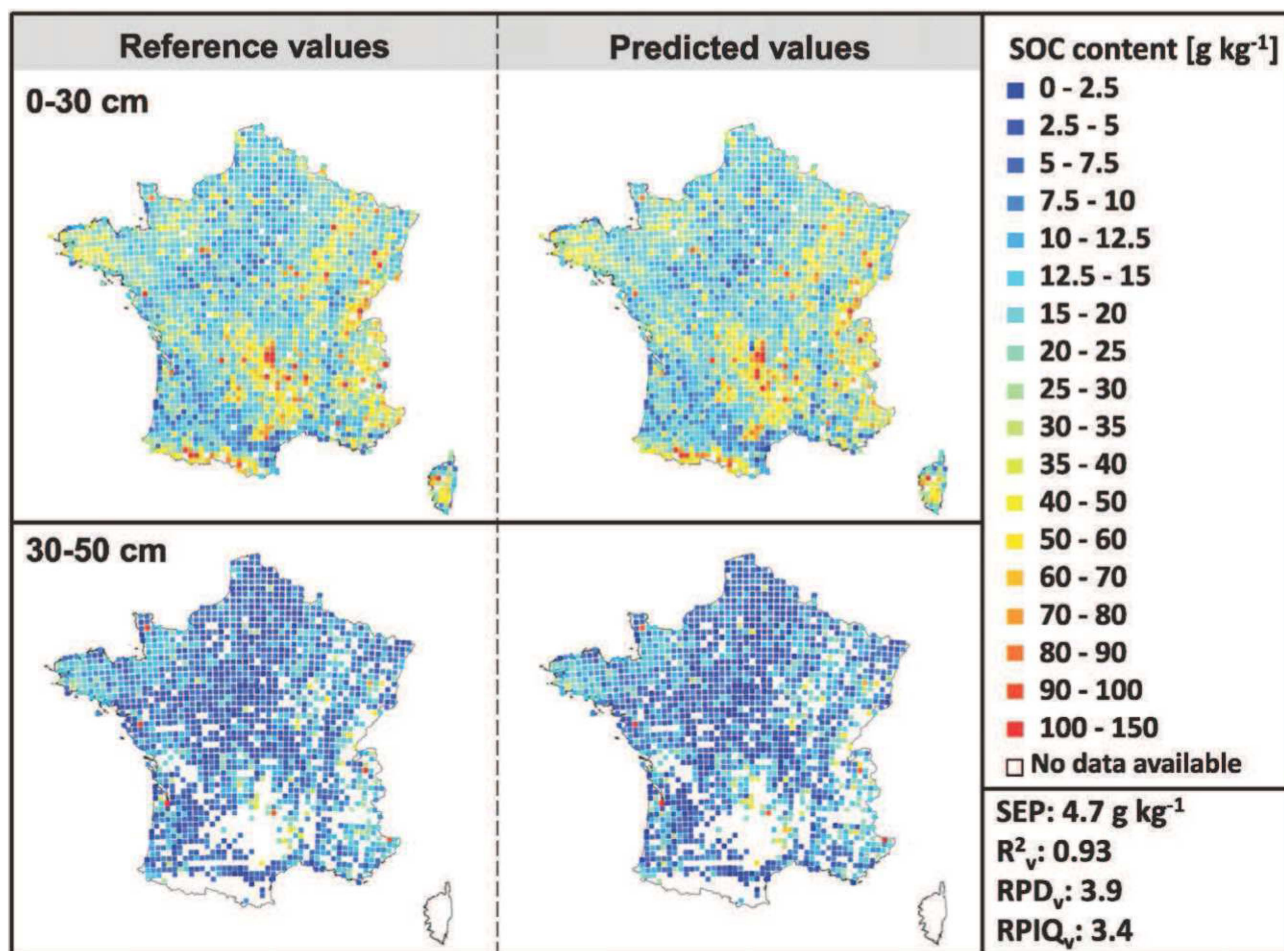 Reference values
Predicted values
0-30 cm
30-50 cm
SOC content [g kg⁻¹]
0 - 2.5
2.5 - 5
5 - 7.5
7.5 - 10
10 - 12.5
12.5 - 15
15 - 20
20 - 25
25 - 30
30 - 35
35 - 40
40 - 50
50 - 60
60 - 70
70 - 80
80 - 90
90 - 100
100 - 150
No data available
SEP: 4.7 g kg⁻¹
R²ᵥ: 0.93
RPDᵥ: 3.9
RPIQᵥ: 3.4